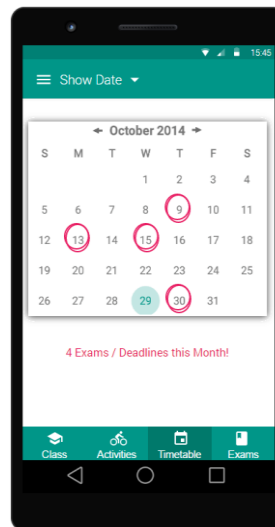 15:45
Show Date
October 2014
S M T W T F S
1 2 3 4
5 6 7 8 9 10 11
12 13 14 15 16 17 18
19 20 21 22 23 24 25
26 27 28 29 30 31
4 Exams / Deadlines this Month!
Class Activities Timetable Exams